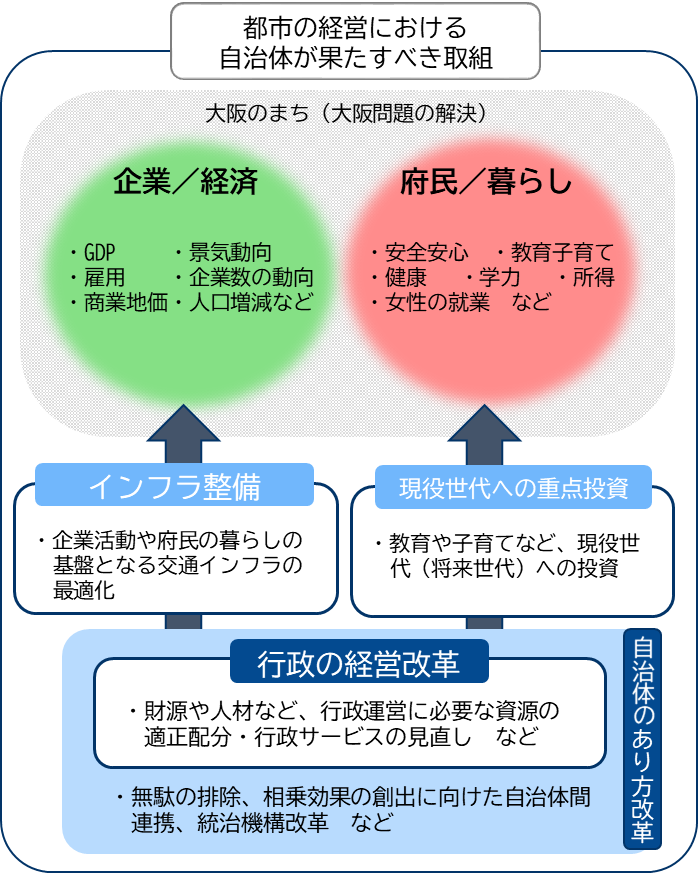 都市の経営における
自治体が果たすべき取組
大阪のまち（大阪問題の解決）
企業／経済
・GDP ・景気動向
・雇用 ・企業数の動向
・商業地価・人口増減など
府民／暮らし
・安全安心 ・教育子育て
・健康 ・学力 ・所得
・女性の就業 など
インフラ整備
・企業活動や府民の暮らしの
基盤となる交通インフラの
最適化
現役世代への重点投資
・教育や子育てなど、現役世
代（将来世代）への投資
行政の経営改革
・財源や人材など、行政運営に必要な資源の
適正配分・行政サービスの見直し など
・無駄の排除、相乗効果の創出に向けた自治体間
連携、統治機構改革 など
自治体のあり方改革